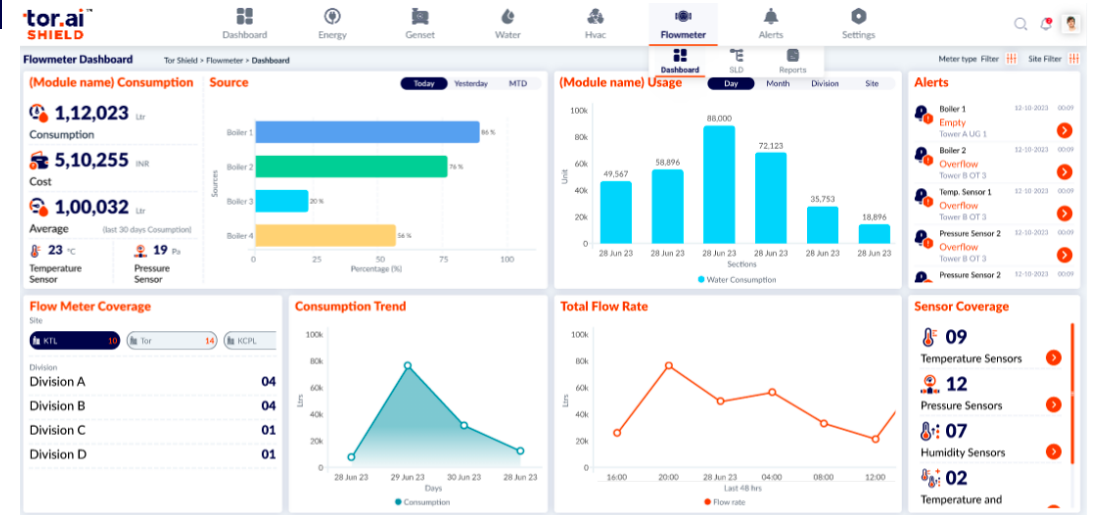 tor.ai™
SHIELD
Dashboard
Energy
Genset
Water
Hvac
Flowmeter
Alerts
Settings
Dashboard
SLD
Reports
Flowmeter Dashboard
Tor Shield > Flowmeter > Dashboard
Meter type Filter
Site Filter
(Module name) Consumption
1,12,023 Ltr
Consumption
5,10,255 INR
Cost
1,00,032 Ltr
Average (last 30 days Cosumption)
23 °C
Temperature
Sensor
19 Pa
Pressure
Sensor
Source
Today Yesterday MTD
Sources
Boiler 1
86 %
Boiler 2
76 %
Boiler 3
20 %
Boiler 4
56 %
0 25 50 75 100
Percentage (%)
(Module name) Usage
Day Month Division Site
Unit
100k
80k
60k
40k
20k
0
49,567
58,896
88,000
72,123
35,753
18,896
28 Jun 23 28 Jun 23 28 Jun 23 28 Jun 23 28 Jun 23 28 Jun 23
Sections
Water Consumption
Alerts
Boiler 1 12-10-2023 00:09
Empty
Tower A UG 1
Boiler 2 12-10-2023 00:09
Overflow
Tower B OT 3
Temp. Sensor 1 12-10-2023 00:09
Overflow
Tower B OT 3
Pressure Sensor 2 12-10-2023 00:09
Overflow
Tower B OT 3
Pressure Sensor 2 12-10-2023 00:09
Flow Meter Coverage
Site
KTL 10
Tor 14
KCPL
Division
Division A 04
Division B 04
Division C 01
Division D 01
Consumption Trend
Ltrs
100k
80k
60k
40k
20k
0
28 Jun 23 29 Jun 23 30 Jun 23 28 Jun 23
Days
Consumption
Total Flow Rate
Ltrs
100k
80k
60k
40k
20k
0
16:00 20:00 28 Jun 23 04:00 08:00 12:00
Last 48 hrs
Flow rate
Sensor Coverage
09
Temperature Sensors
12
Pressure Sensors
07
Humidity Sensors
02
Temperature and